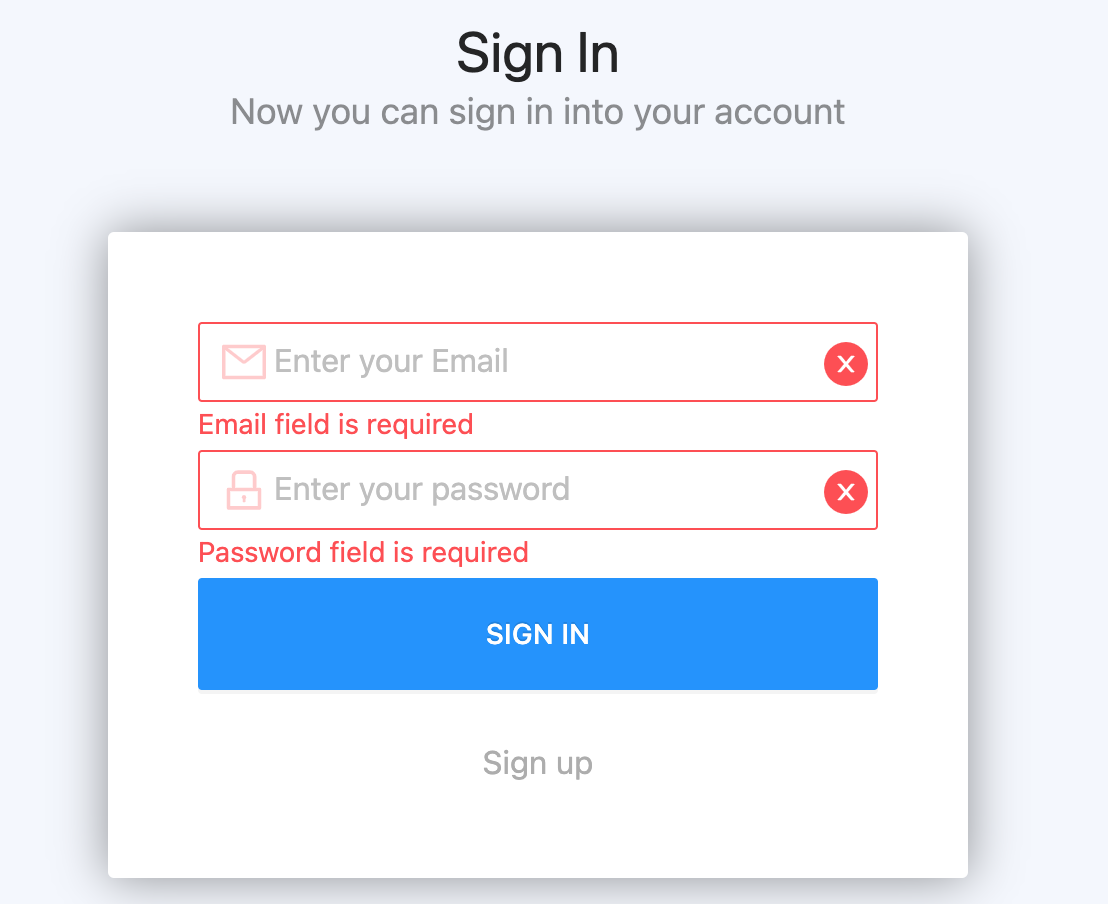 Sign In
Now you can sign in into your account
Enter your Email
X
Email field is required
Enter your password
X
Password field is required
SIGN IN
Sign up